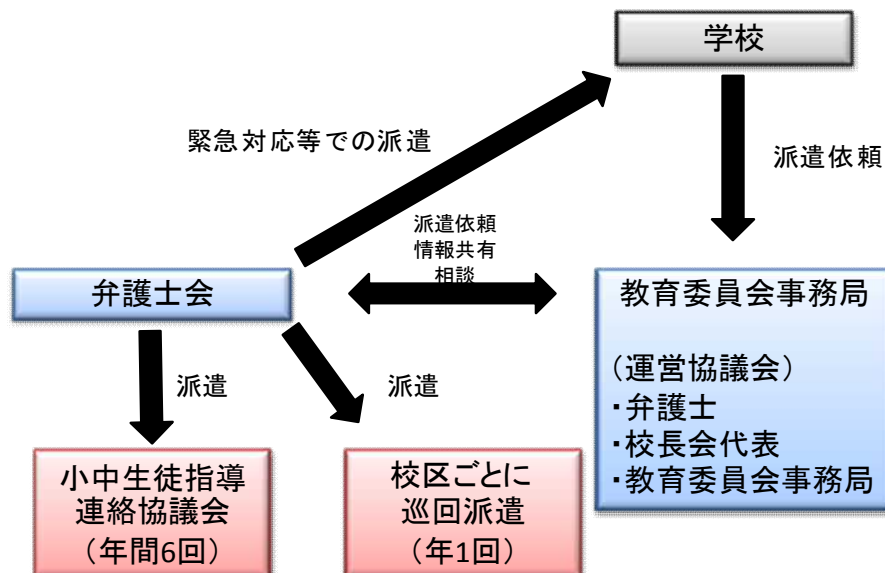 学校
緊急対応等での派遣
派遣依頼
派遣依頼
情報共有
相談
弁護士会
教育委員会事務局
（運営協議会）
・弁護士
・校長会代表
・教育委員会事務局
派遣
派遣
小中生徒指導
連絡協議会
（年間6回）
校区ごとに
巡回派遣
（年1回）